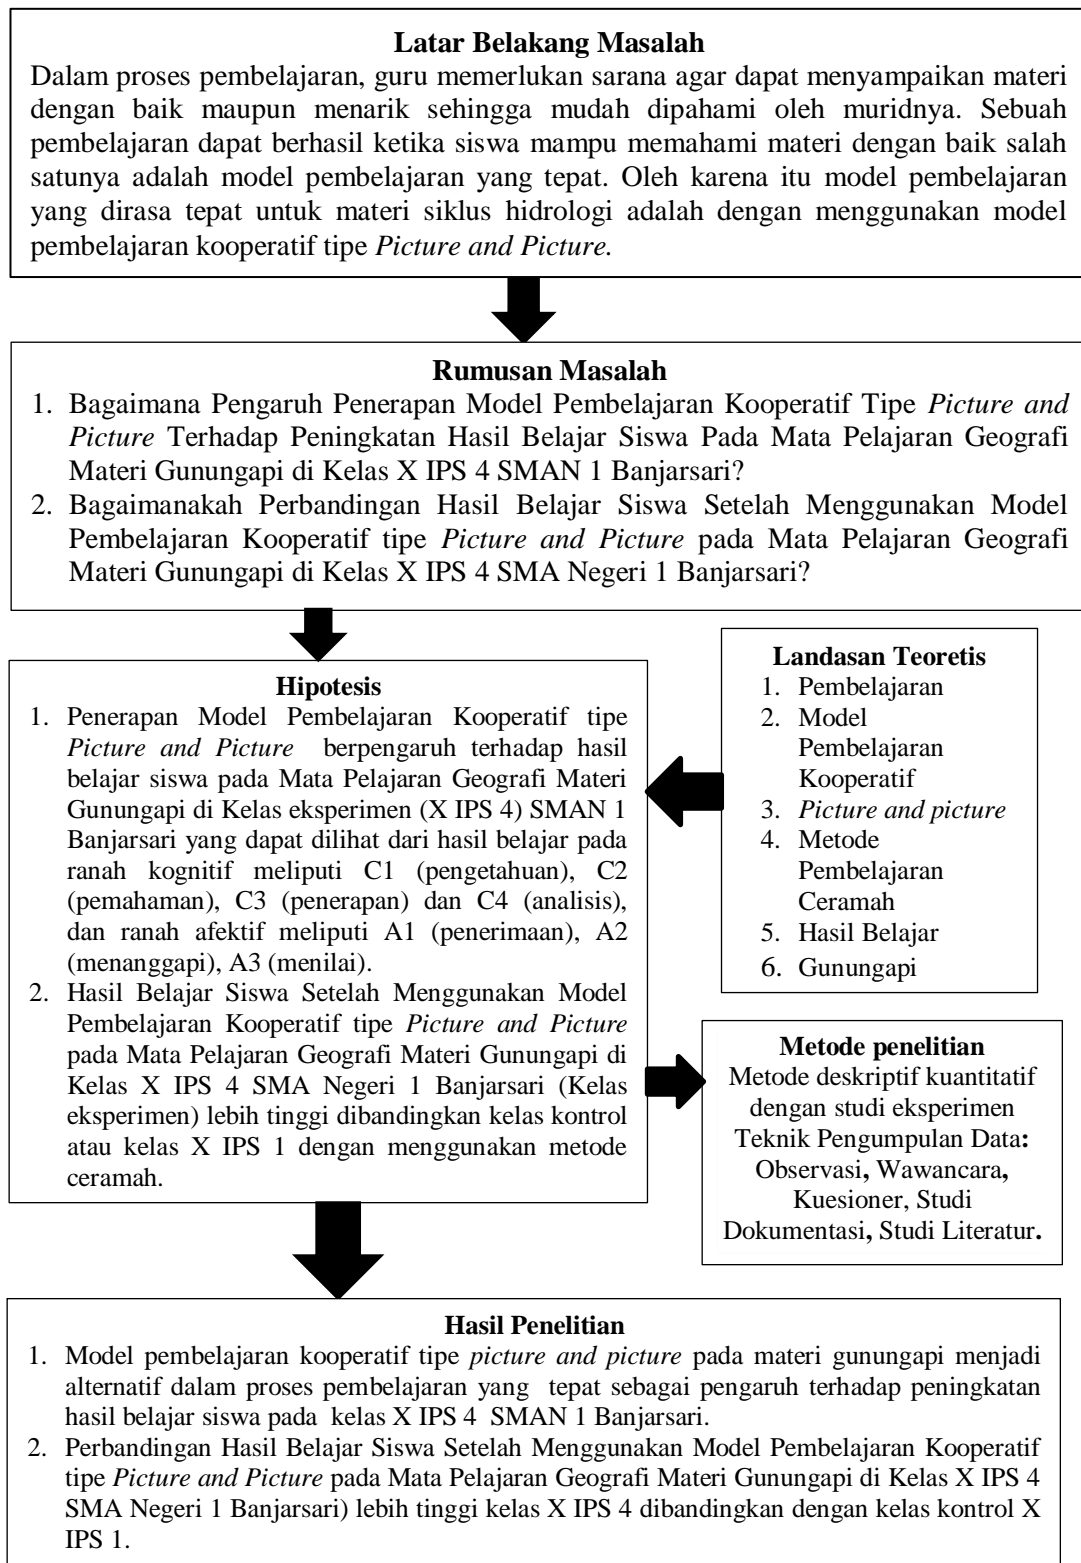 Latar Belakang Masalah
Dalam proses pembelajaran, guru memerlukan sarana agar dapat menyampaikan materi
dengan baik maupun menarik sehingga mudah dipahami oleh muridnya. Sebuah
pembelajaran dapat berhasil ketika siswa mampu memahami materi dengan baik salah
satunya adalah model pembelajaran yang tepat. Oleh karena itu model pembelajaran
yang dirasa tepat untuk materi siklus hidrologi adalah dengan menggunakan model
pembelajaran kooperatif tipe Picture and Picture.
Rumusan Masalah
1. Bagaimana Pengaruh Penerapan Model Pembelajaran Kooperatif Tipe Picture and
Picture Terhadap Peningkatan Hasil Belajar Siswa Pada Mata Pelajaran Geografi
Materi Gunungapi di Kelas X IPS 4 SMAN 1 Banjarsari?
2. Bagaimanakah Perbandingan Hasil Belajar Siswa Setelah Menggunakan Model
Pembelajaran Kooperatif tipe Picture and Picture pada Mata Pelajaran Geografi
Materi Gunungapi di Kelas X IPS 4 SMA Negeri 1 Banjarsari?
Hipotesis
1. Penerapan Model Pembelajaran Kooperatif tipe
Picture and Picture berpengaruh terhadap hasil
belajar siswa pada Mata Pelajaran Geografi Materi
Gunungapi di Kelas eksperimen (X IPS 4) SMAN 1
Banjarsari yang dapat dilihat dari hasil belajar pada
ranah kognitif meliputi C1 (pengetahuan), C2
(pemahaman), C3 (penerapan) dan C4 (analisis),
dan ranah afektif meliputi A1 (penerimaan), A2
(menanggapi), A3 (menilai).
2. Hasil Belajar Siswa Setelah Menggunakan Model
Pembelajaran Kooperatif tipe Picture and Picture
pada Mata Pelajaran Geografi Materi Gunungapi di
Kelas X IPS 4 SMA Negeri 1 Banjarsari (Kelas
eksperimen) lebih tinggi dibandingkan kelas kontrol
atau kelas X IPS 1 dengan menggunakan metode
ceramah.
Landasan Teoretis
1. Pembelajaran
2. Model
Pembelajaran
Kooperatif
3. Picture and picture
4. Metode
Pembelajaran
Ceramah
5. Hasil Belajar
6. Gunungapi
Metode penelitian
Metode deskriptif kuantitatif
dengan studi eksperimen
Teknik Pengumpulan Data:
Observasi, Wawancara,
Kuesioner, Studi
Dokumentasi, Studi Literatur.
Hasil Penelitian
1. Model pembelajaran kooperatif tipe picture and picture pada materi gunungapi menjadi
alternatif dalam proses pembelajaran yang tepat sebagai pengaruh terhadap peningkatan
hasil belajar siswa pada kelas X IPS 4 SMAN 1 Banjarsari.
2. Perbandingan Hasil Belajar Siswa Setelah Menggunakan Model Pembelajaran Kooperatif
tipe Picture and Picture pada Mata Pelajaran Geografi Materi Gunungapi di Kelas X IPS 4
SMA Negeri 1 Banjarsari) lebih tinggi kelas X IPS 4 dibandingkan dengan kelas kontrol X
IPS 1.